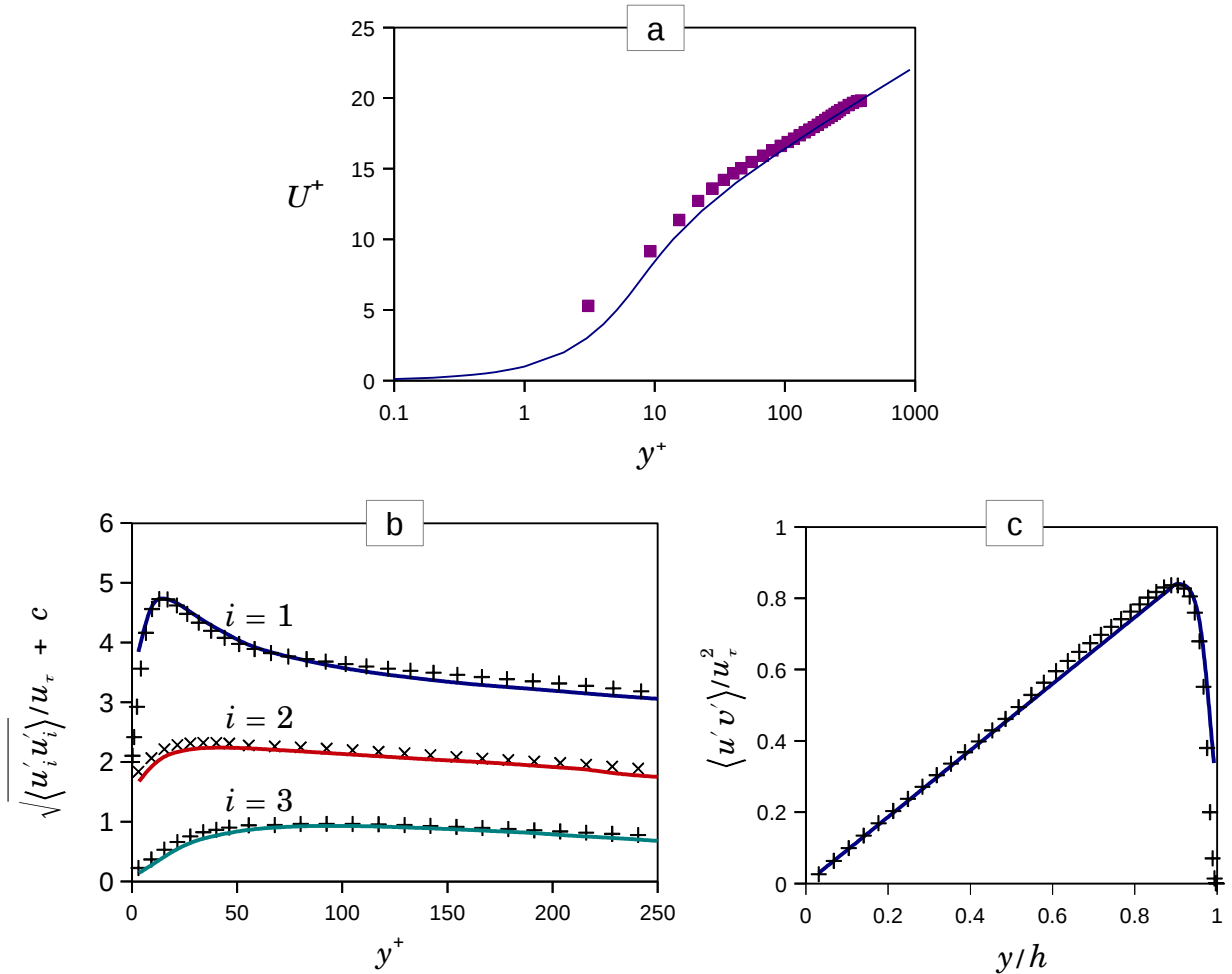 a
25
20
15
10
5
0
U⁺
0.1 1 10 100 1000
y⁺
b
6
5
4
3
2
1
0
√⟨u′ᵢu′ᵢ⟩/u_τ + c
i = 1
i = 2
i = 3
0 50 100 150 200 250
y⁺
c
1
0.8
0.6
0.4
0.2
0
⟨u′v′⟩/u²_τ
0 0.2 0.4 0.6 0.8 1
y/h